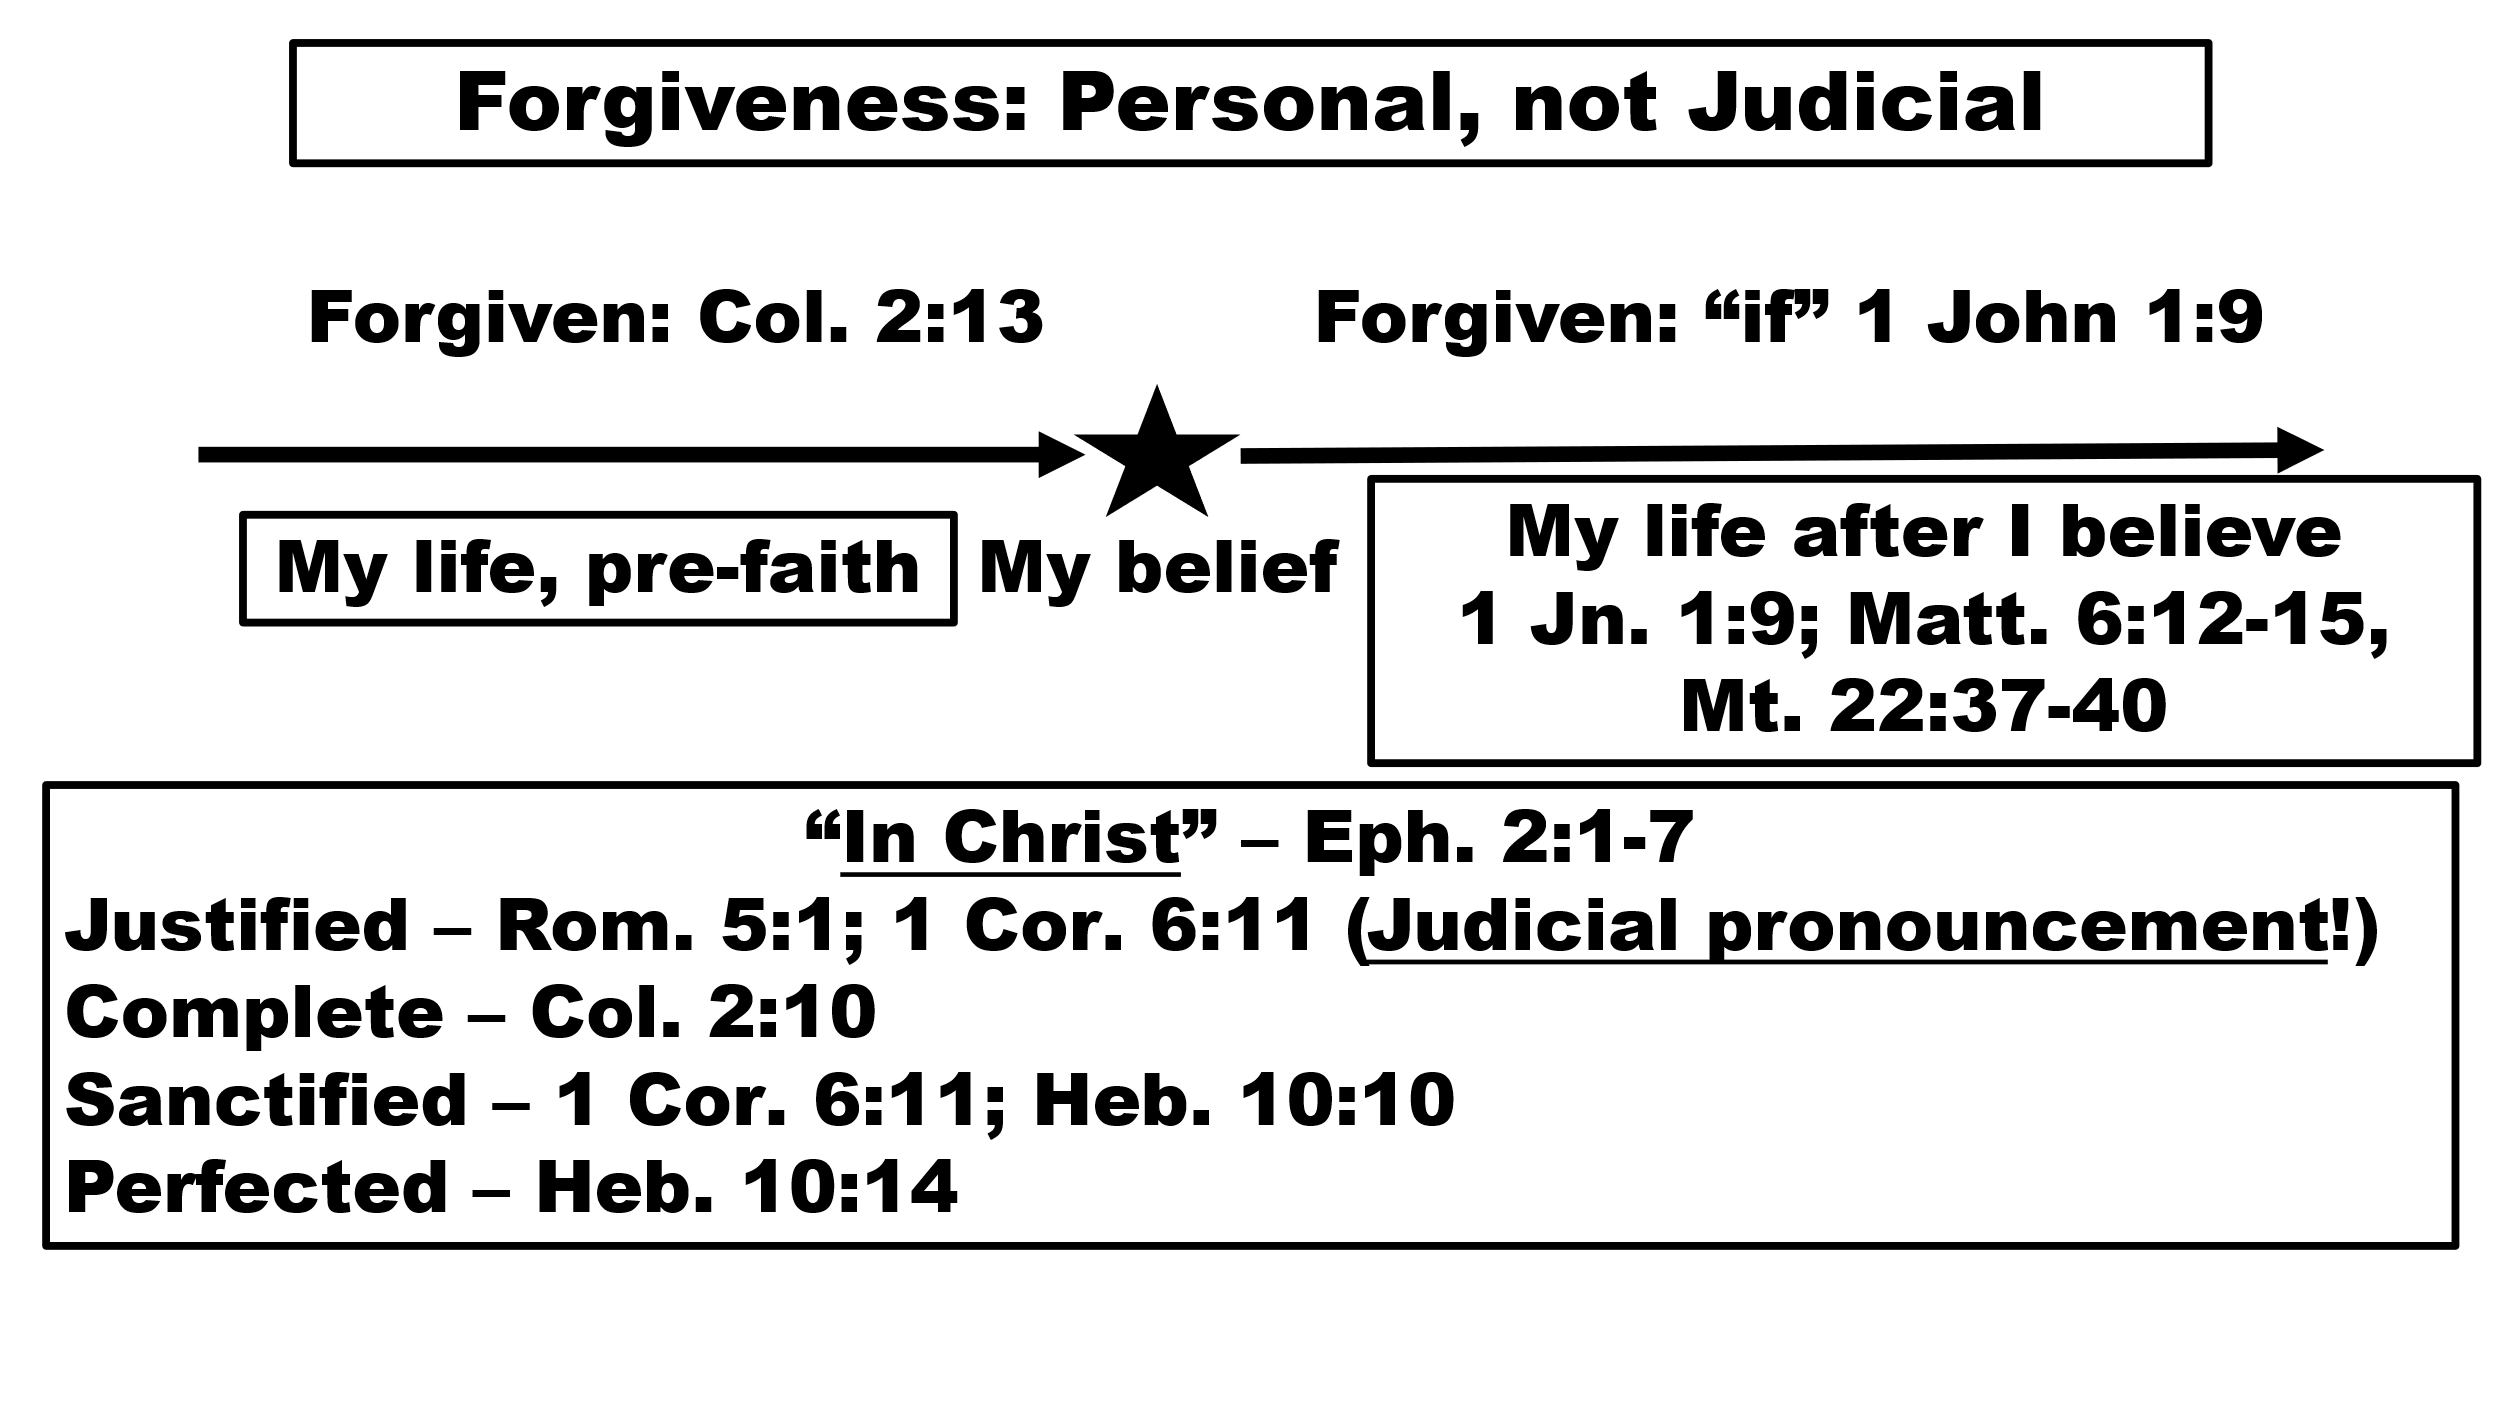 Forgiveness: Personal, not Judicial
Forgiven: Col. 2:13
Forgiven: “if” 1 John 1:9
My life, pre-faith
My belief
My life after I believe
1 Jn. 1:9; Matt. 6:12-15,
Mt. 22:37-40
“In Christ” – Eph. 2:1-7
Justified – Rom. 5:1; 1 Cor. 6:11 (Judicial pronouncement!)
Complete – Col. 2:10
Sanctified – 1 Cor. 6:11; Heb. 10:10
Perfected – Heb. 10:14